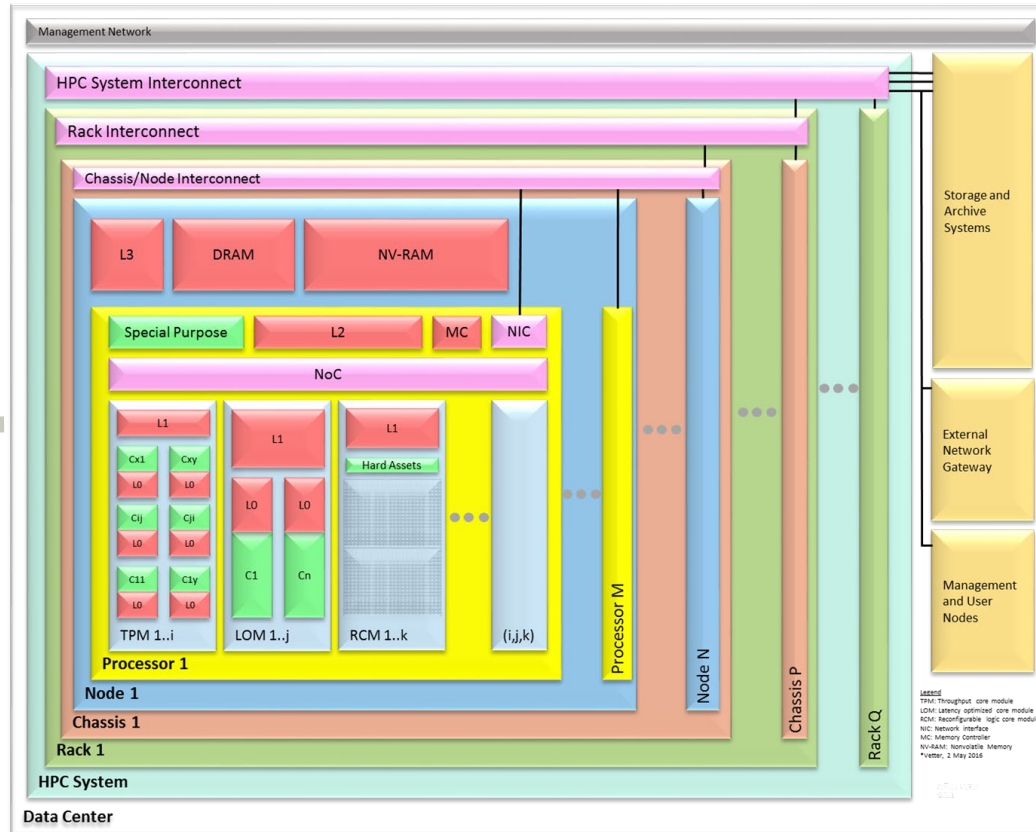 Management Network
HPC System Interconnect
Rack Interconnect
Chassis/Node Interconnect
L3
DRAM
NV-RAM
Special Purpose
L2
MC
NIC
NoC
L1
Cx1
Cxy
L0
L0
Cij
Cji
L0
L0
C11
C1y
L0
L0
TPM 1..i
L1
L0
L0
C1
Cn
LOM 1..j
L1
Hard Assets
RCM 1..k
(i,j,k)
Processor 1
Processor M
Node 1
Node N
Chassis 1
Chassis P
Rack 1
Rack Q
HPC System
Data Center
Storage and
Archive
Systems
External
Network
Gateway
Management
and User
Nodes
Legend
TPM: Throughput core module
LOM: Latency optimized core module
RCM: Reconfigurable logic core modul
NIC: Network interface
MC: Memory Controller
NV-RAM: Nonvolatile Memory
*Vetter, 2 May 2016